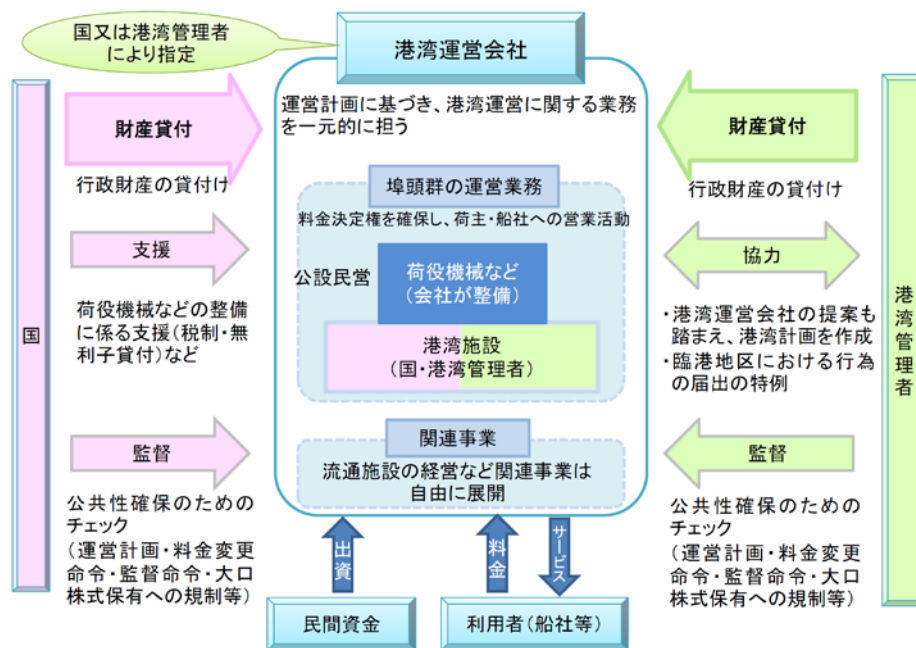 国又は港湾管理者
により指定
港湾運営会社
運営計画に基づき、港湾運営に関する業務
を一元的に担う
国
財産貸付
行政財産の貸付け
支援
荷役機械などの整備
に係る支援(税制・無
利子貸付)など
監督
公共性確保のための
チェック
(運営計画・料金変更
命令・監督命令・大口
株式保有への規制等)
埠頭群の運営業務
料金決定権を確保し、荷主・船社への営業活動
公設民営
荷役機械など
(会社が整備)
港湾施設
(国・港湾管理者)
関連事業
流通施設の経営など関連事業は
自由に展開
出資
料金
サービス
民間資金
利用者(船社等)
財産貸付
行政財産の貸付け
協力
・港湾運営会社の提案も
踏まえ、港湾計画を作成
・臨港地区における行為
の届出の特例
監督
公共性確保のための
チェック
(運営計画・料金変更
命令・監督命令・大口
株式保有への規制等)
港湾管理者